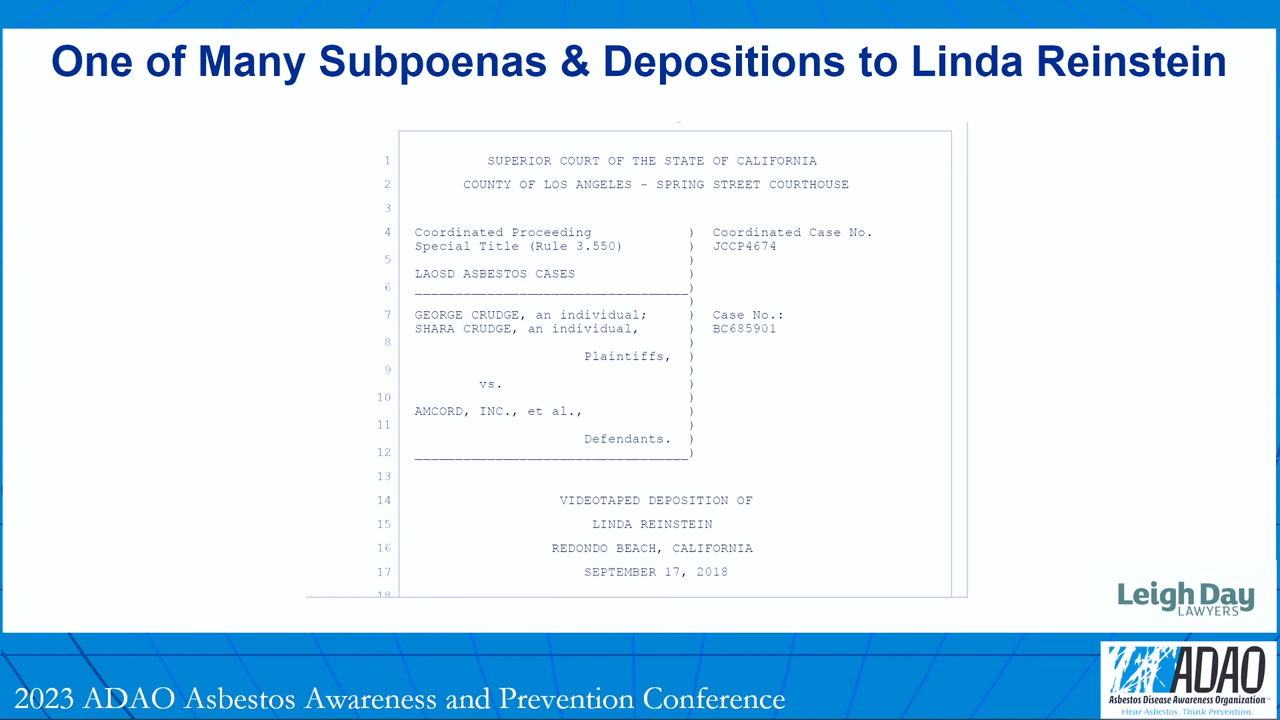 One of Many Subpoenas & Depositions to Linda Reinstein
1 SUPERIOR COURT OF THE STATE OF CALIFORNIA
2 COUNTY OF LOS ANGELES - SPRING STREET COURTHOUSE
3
4 Coordinated Proceeding ) Coordinated Case No.
Special Title (Rule 3.550) ) JCCP4674
5 )
LAOSD ASBESTOS CASES )
6 __________________________________)
)
7 GEORGE CRUDGE, an individual; ) Case No.:
SHARA CRUDGE, an individual, ) BC685901
8 )
Plaintiffs, )
9 )
vs. )
10 )
AMCORD, INC., et al., )
11 )
Defendants. )
12 __________________________________)
13
14 VIDEOTAPED DEPOSITION OF
15 LINDA REINSTEIN
16 REDONDO BEACH, CALIFORNIA
17 SEPTEMBER 17, 2018
18
Leigh Day
LAWYERS
2023 ADAO Asbestos Awareness and Prevention Conference
ADAO
Asbestos Disease Awareness Organization
Hear Asbestos. Think Prevention.